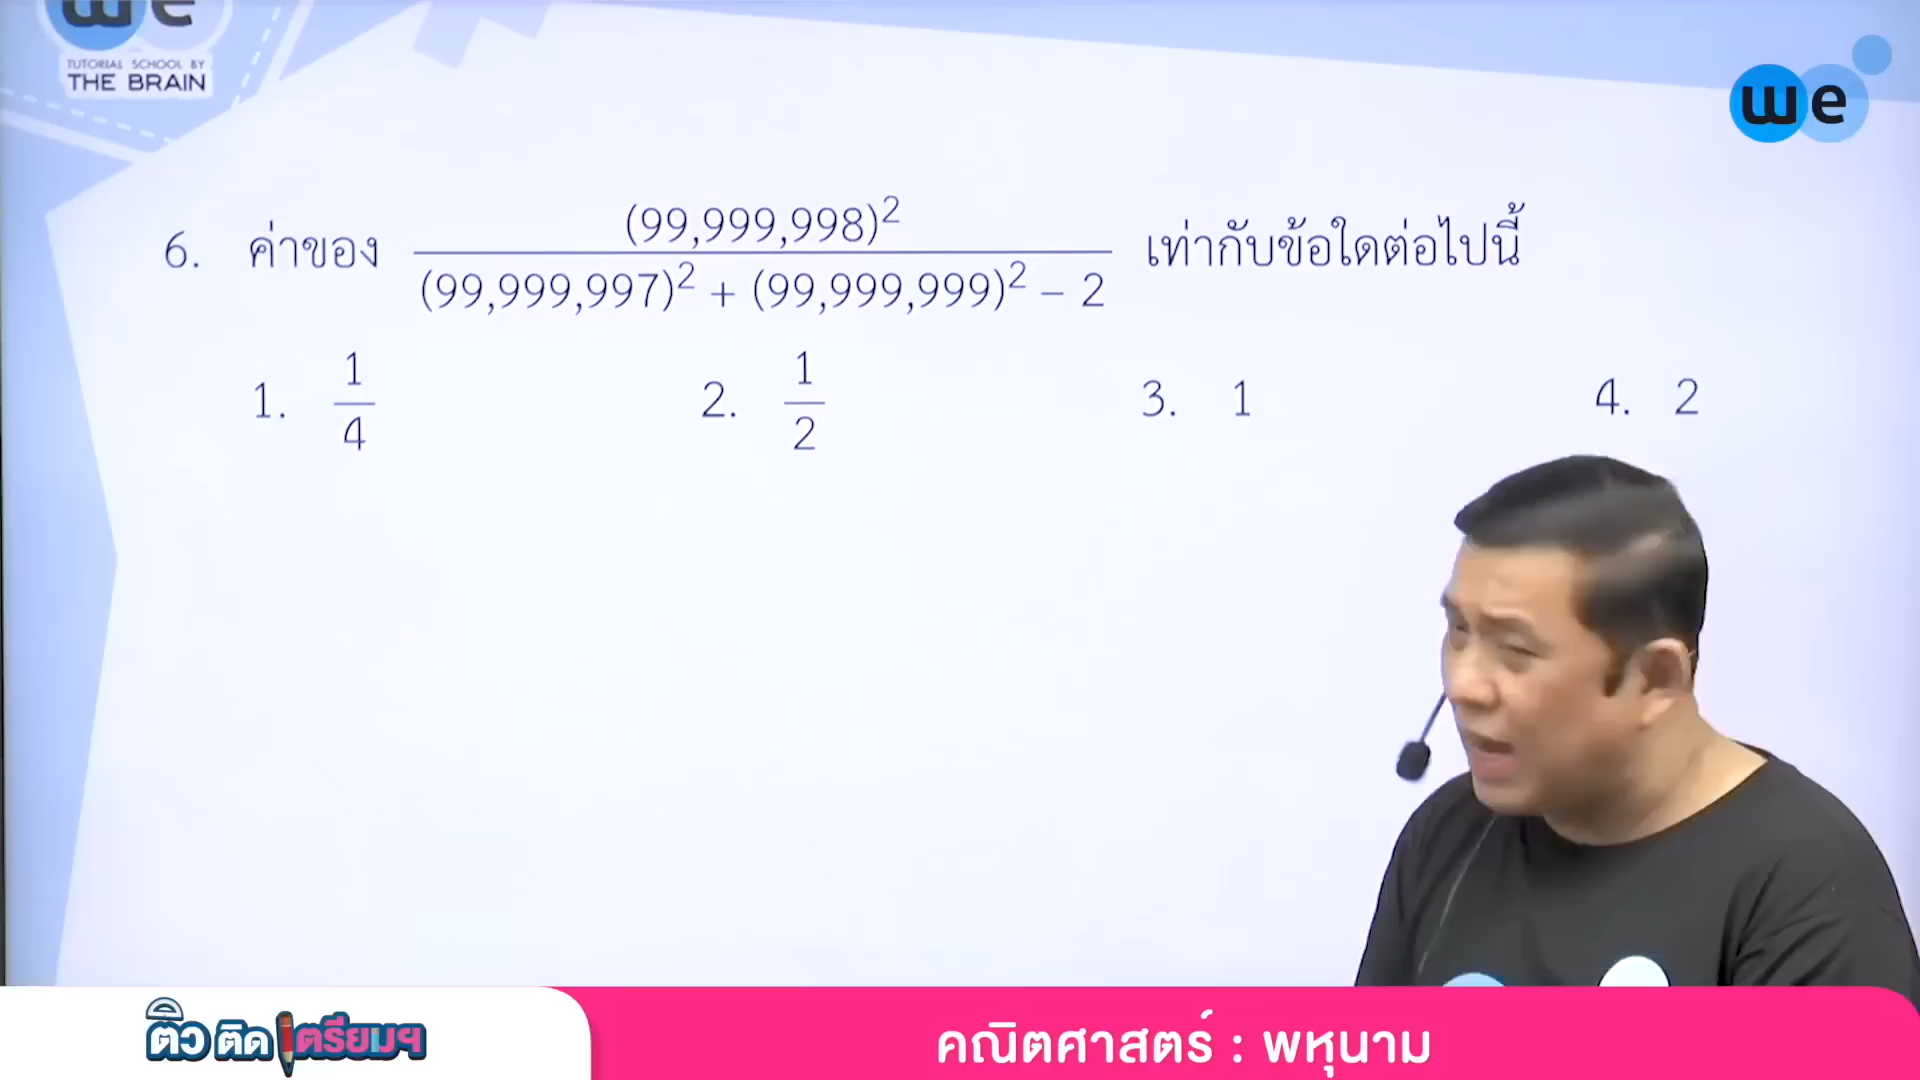 we
TUTORIAL SCHOOL BY
THE BRAIN
we
6. ค่าของ (99,999,998)² / (99,999,997)² + (99,999,999)² – 2 เท่ากับข้อใดต่อไปนี้
1. 1/4 2. 1/2 3. 1 4. 2
ติวติดเตรียมฯ
คณิตศาสตร์ : พหุนาม